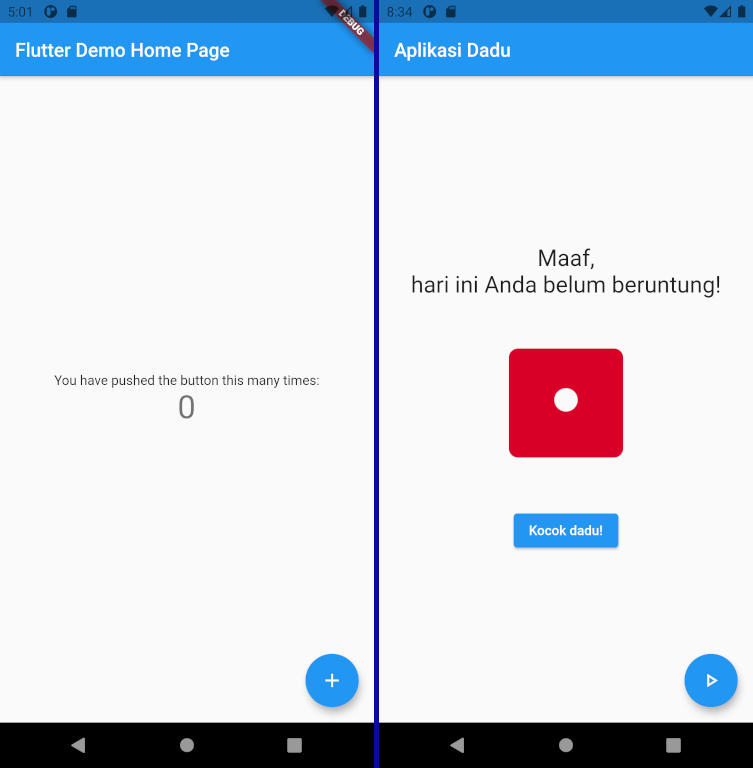 5:01
DEBUG
Flutter Demo Home Page
You have pushed the button this many times:
0
8:34
Aplikasi Dadu
Maaf,
hari ini Anda belum beruntung!
Kocok dadu!